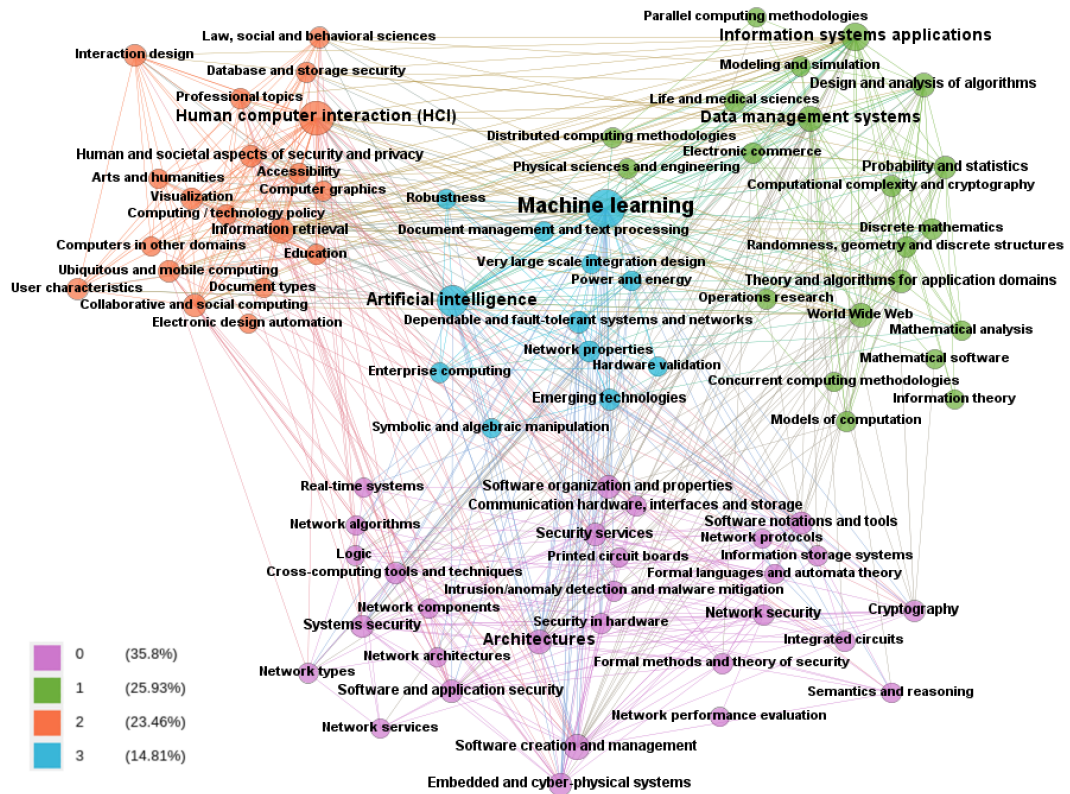 Parallel computing methodologies
Information systems applications
Law, social and behavioral sciences
Interaction design
Modeling and simulation
Database and storage security
Design and analysis of algorithms
Professional topics
Life and medical sciences
Human computer interaction (HCI)
Data management systems
Distributed computing methodologies
Electronic commerce
Human and societal aspects of security and privacy
Physical sciences and engineering
Probability and statistics
Accessibility
Arts and humanities
Computational complexity and cryptography
Computer graphics
Visualization
Robustness
Machine learning
Computing / technology policy
Information retrieval
Document management and text processing
Discrete mathematics
Computers in other domains
Randomness, geometry and discrete structures
Education
Very large scale integration design
Ubiquitous and mobile computing
Power and energy
Theory and algorithms for application domains
User characteristics
Document types
Artificial intelligence
Operations research
Collaborative and social computing
World Wide Web
Electronic design automation
Dependable and fault-tolerant systems and networks
Mathematical analysis
Network properties
Mathematical software
Hardware validation
Enterprise computing
Concurrent computing methodologies
Emerging technologies
Information theory
Models of computation
Symbolic and algebraic manipulation
Real-time systems
Software organization and properties
Communication hardware, interfaces and storage
Network algorithms
Software notations and tools
Security services
Network protocols
Logic
Printed circuit boards
Information storage systems
Cross-computing tools and techniques
Formal languages and automata theory
Intrusion/anomaly detection and malware mitigation
Network components
Network security
Cryptography
Systems security
Security in hardware
Architectures
Integrated circuits
Network architectures
Formal methods and theory of security
Network types
Software and application security
Semantics and reasoning
Network services
Network performance evaluation
Software creation and management
Embedded and cyber-physical systems
0 (35.8%)
1 (25.93%)
2 (23.46%)
3 (14.81%)